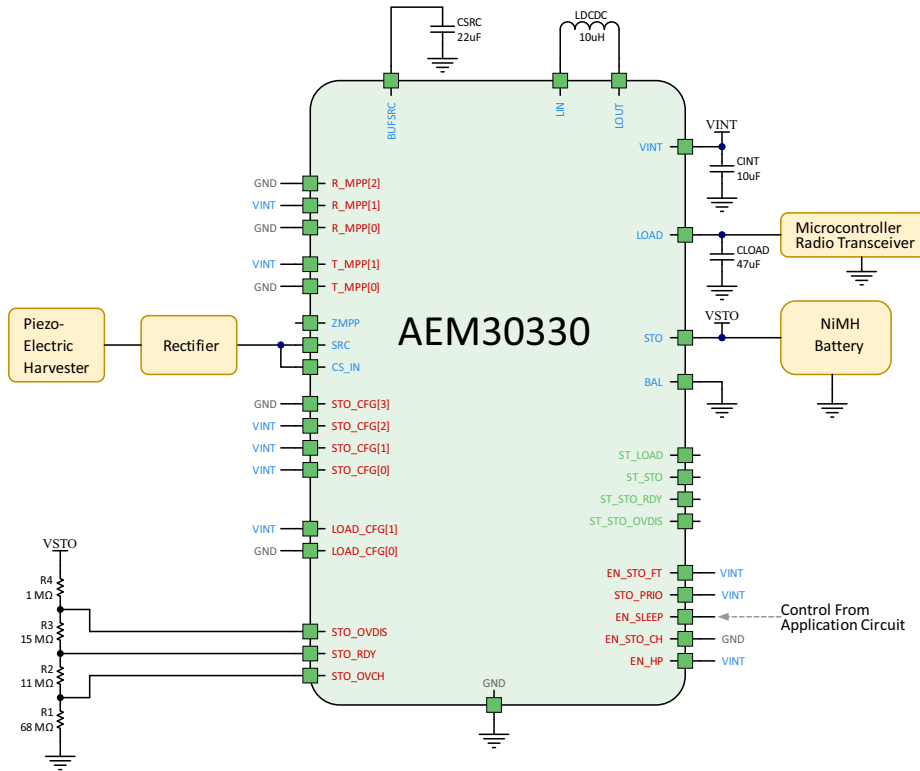 CSRC
22uF
LDCDC
10uH
BUFSRC
LIN
LOUT
VINT
VINT
CINT
10uF
GND
R_MPP[2]
VINT
R_MPP[1]
GND
R_MPP[0]
LOAD
Microcontroller
Radio Transceiver
CLOAD
47uF
VINT
T_MPP[1]
GND
T_MPP[0]
AEM30330
Piezo-
Electric
Harvester
Rectifier
ZMPP
SRC
CS_IN
VSTO
STO
NiMH
Battery
BAL
GND
STO_CFG[3]
VINT
STO_CFG[2]
VINT
STO_CFG[1]
VINT
STO_CFG[0]
ST_LOAD
ST_STO
ST_STO_RDY
ST_STO_OVDIS
VINT
LOAD_CFG[1]
GND
LOAD_CFG[0]
VSTO
R4
1 MΩ
R3
15 MΩ
R2
11 MΩ
R1
68 MΩ
STO_OVDIS
STO_RDY
STO_OVCH
EN_STO_FT
VINT
STO_PRIO
VINT
EN_SLEEP
Control From
Application Circuit
EN_STO_CH
GND
EN_HP
VINT
GND